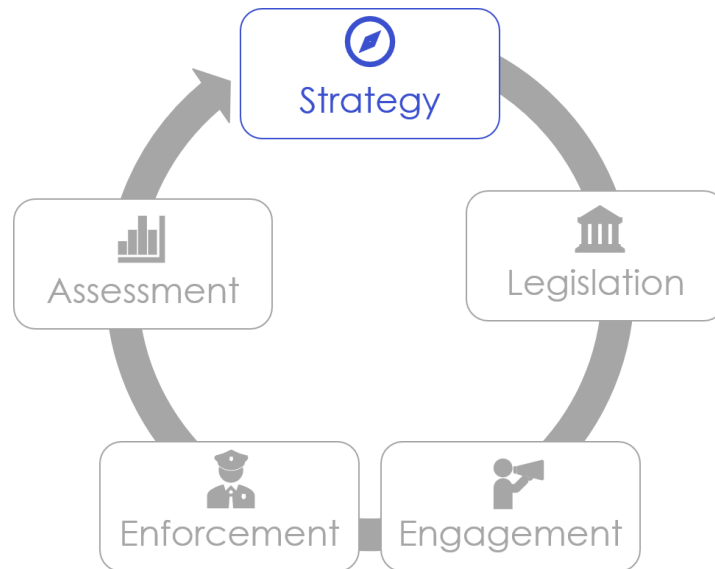 Strategy
Legislation
Engagement
Enforcement
Assessment